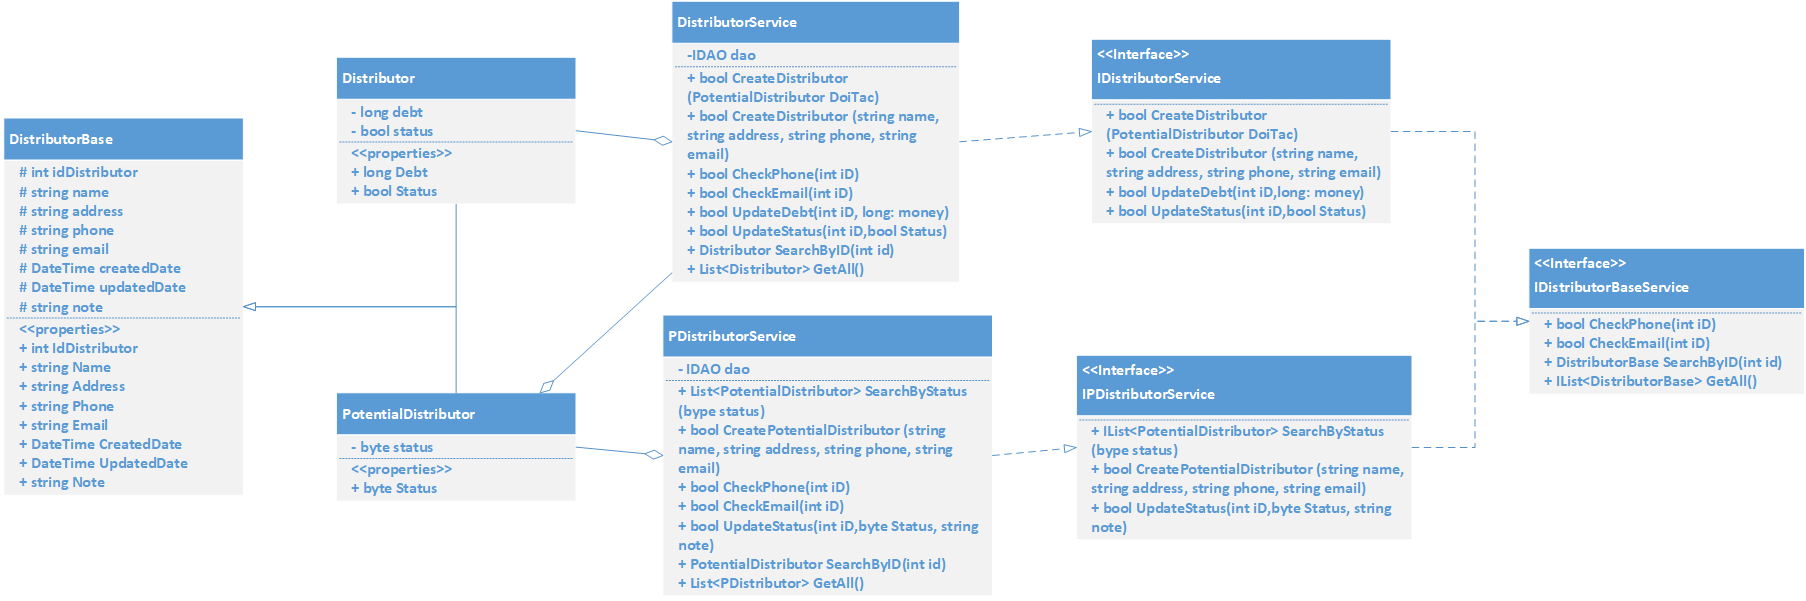 DistributorBase
# int idDistributor
# string name
# string address
# string phone
# string email
# DateTime createdDate
# DateTime updatedDate
# string note
<<properties>>
+ int IdDistributor
+ string Name
+ string Address
+ string Phone
+ string Email
+ DateTime CreatedDate
+ DateTime UpdatedDate
+ string Note
Distributor
- long debt
- bool status
<<properties>>
+ long Debt
+ bool Status
PotentialDistributor
- byte status
<<properties>>
+ byte Status
DistributorService
-IDAO dao
+ bool CreateDistributor
(PotentialDistributor DoiTac)
+ bool CreateDistributor (string name,
string address, string phone, string
email)
+ bool CheckPhone(int iD)
+ bool CheckEmail(int iD)
+ bool UpdateDebt(int iD, long: money)
+ bool UpdateStatus(int iD,bool Status)
+ Distributor SearchByID(int id)
+ List<Distributor> GetAll()
PDistributorService
- IDAO dao
+ List<PotentialDistributor> SearchByStatus
(bype status)
+ bool CreatePotentialDistributor (string
name, string address, string phone, string
email)
+ bool CheckPhone(int iD)
+ bool CheckEmail(int iD)
+ bool UpdateStatus(int iD,byte Status, string
note)
+ PotentialDistributor SearchByID(int id)
+ List<PDistributor> GetAll()
<<Interface>>
IDistributorService
+ bool CreateDistributor
(PotentialDistributor DoiTac)
+ bool CreateDistributor (string name,
string address, string phone, string email)
+ bool UpdateDebt(int iD,long: money)
+ bool UpdateStatus(int iD,bool Status)
<<Interface>>
IPDistributorService
+ IList<PotentialDistributor> SearchByStatus
(bype status)
+ bool CreatePotentialDistributor (string name,
string address, string phone, string email)
+ bool UpdateStatus(int iD,byte Status, string
note)
<<Interface>>
IDistributorBaseService
+ bool CheckPhone(int iD)
+ bool CheckEmail(int iD)
+ DistributorBase SearchByID(int id)
+ IList<DistributorBase> GetAll()